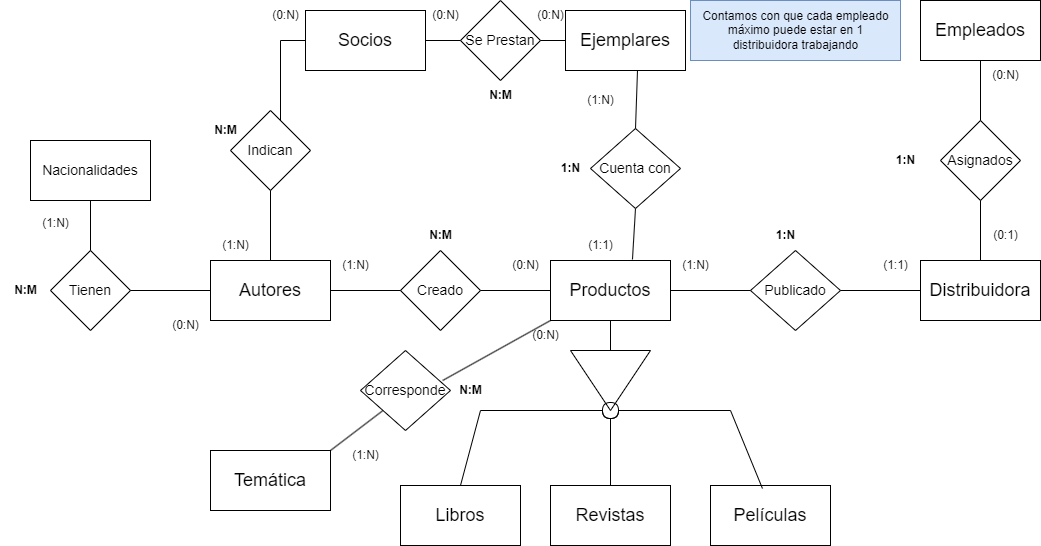 (0:N)
Socios
(0:N)
Se Prestan
N:M
(0:N)
Ejemplares
Contamos con que cada empleado
máximo puede estar en 1
distribuidora trabajando
Empleados
(0:N)
(1:N)
N:M
Indican
Nacionalidades
(1:N)
1:N
Cuenta con
1:N
Asignados
(0:1)
(1:N)
(1:1)
N:M
Tienen
(0:N)
Autores
(1:N)
N:M
Creado
(0:N)
Productos
(1:N)
1:N
Publicado
(1:1)
Distribuidora
(0:N)
Corresponde
N:M
(1:N)
Temática
Libros
Revistas
Películas